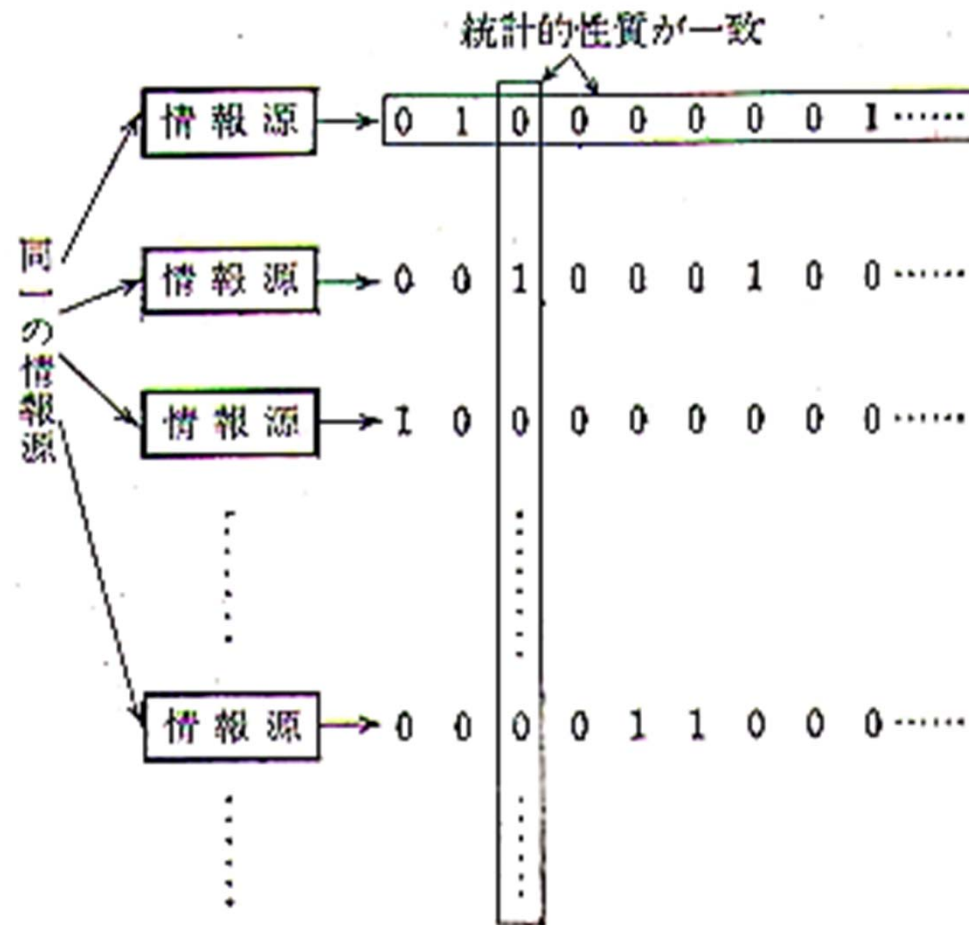 統計的性質が一致
情報源 0 1 0 0 0 0 0 0 1 ……
同一の情報源
情報源 0 0 1 0 0 0 1 0 0 ……
情報源 1 0 0 0 0 0 0 0 0 ……
情報源 0 0 0 0 1 1 0 0 0 ……